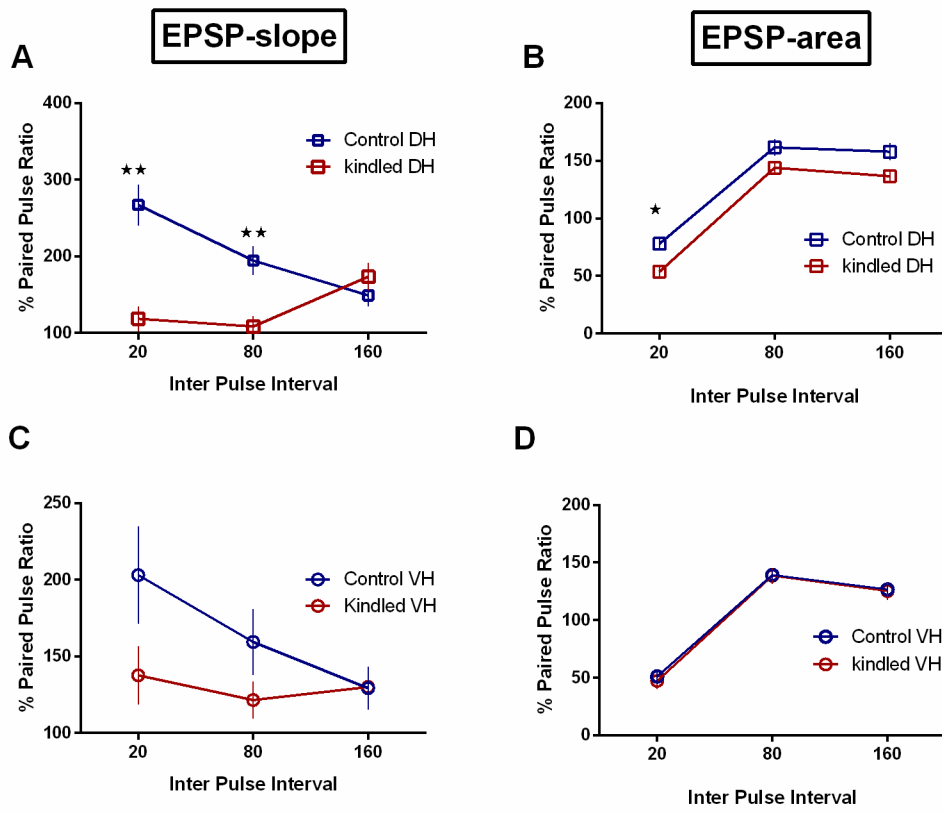 EPSP-slope
EPSP-area
A
400
300
200
100
% Paired Pulse Ratio
★★
★★
Control DH
kindled DH
20
80
160
Inter Pulse Interval
B
200
150
100
50
0
% Paired Pulse Ratio
★
Control DH
kindled DH
20
80
160
Inter Pulse Interval
C
250
200
150
100
% Paired Pulse Ratio
Control VH
Kindled VH
20
80
160
Inter Pulse Interval
D
200
150
100
50
0
% Paired Pulse Ratio
Control VH
kindled VH
20
80
160
Inter Pulse Interval